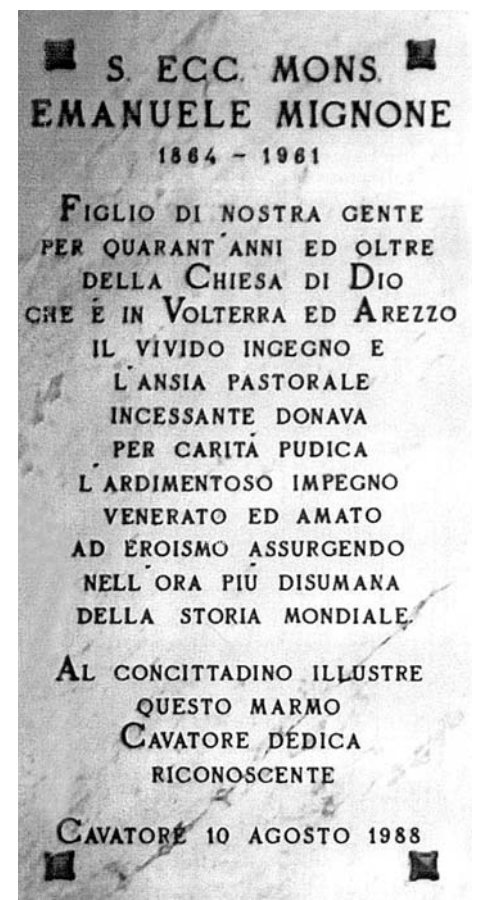 S. ECC. MONS.
EMANUELE MIGNONE
1864 - 1961
FIGLIO DI NOSTRA GENTE
PER QUARANT'ANNI ED OLTRE
DELLA CHIESA DI DIO
CHE É IN VOLTERRA ED AREZZO
IL VIVIDO INGEGNO E
L'ANSIA PASTORALE
INCESSANTE DONAVA
PER CARITÁ PUDICA
L'ARDIMENTOSO IMPEGNO
VENERATO ED AMATO
AD EROISMO ASSURGENDO
NELL'ORA PIÚ DISUMANA
DELLA STORIA MONDIALE.
AL CONCITTADINO ILLUSTRE
QUESTO MARMO
CAVATORE DEDICA
RICONOSCENTE
CAVATORE 10 AGOSTO 1988